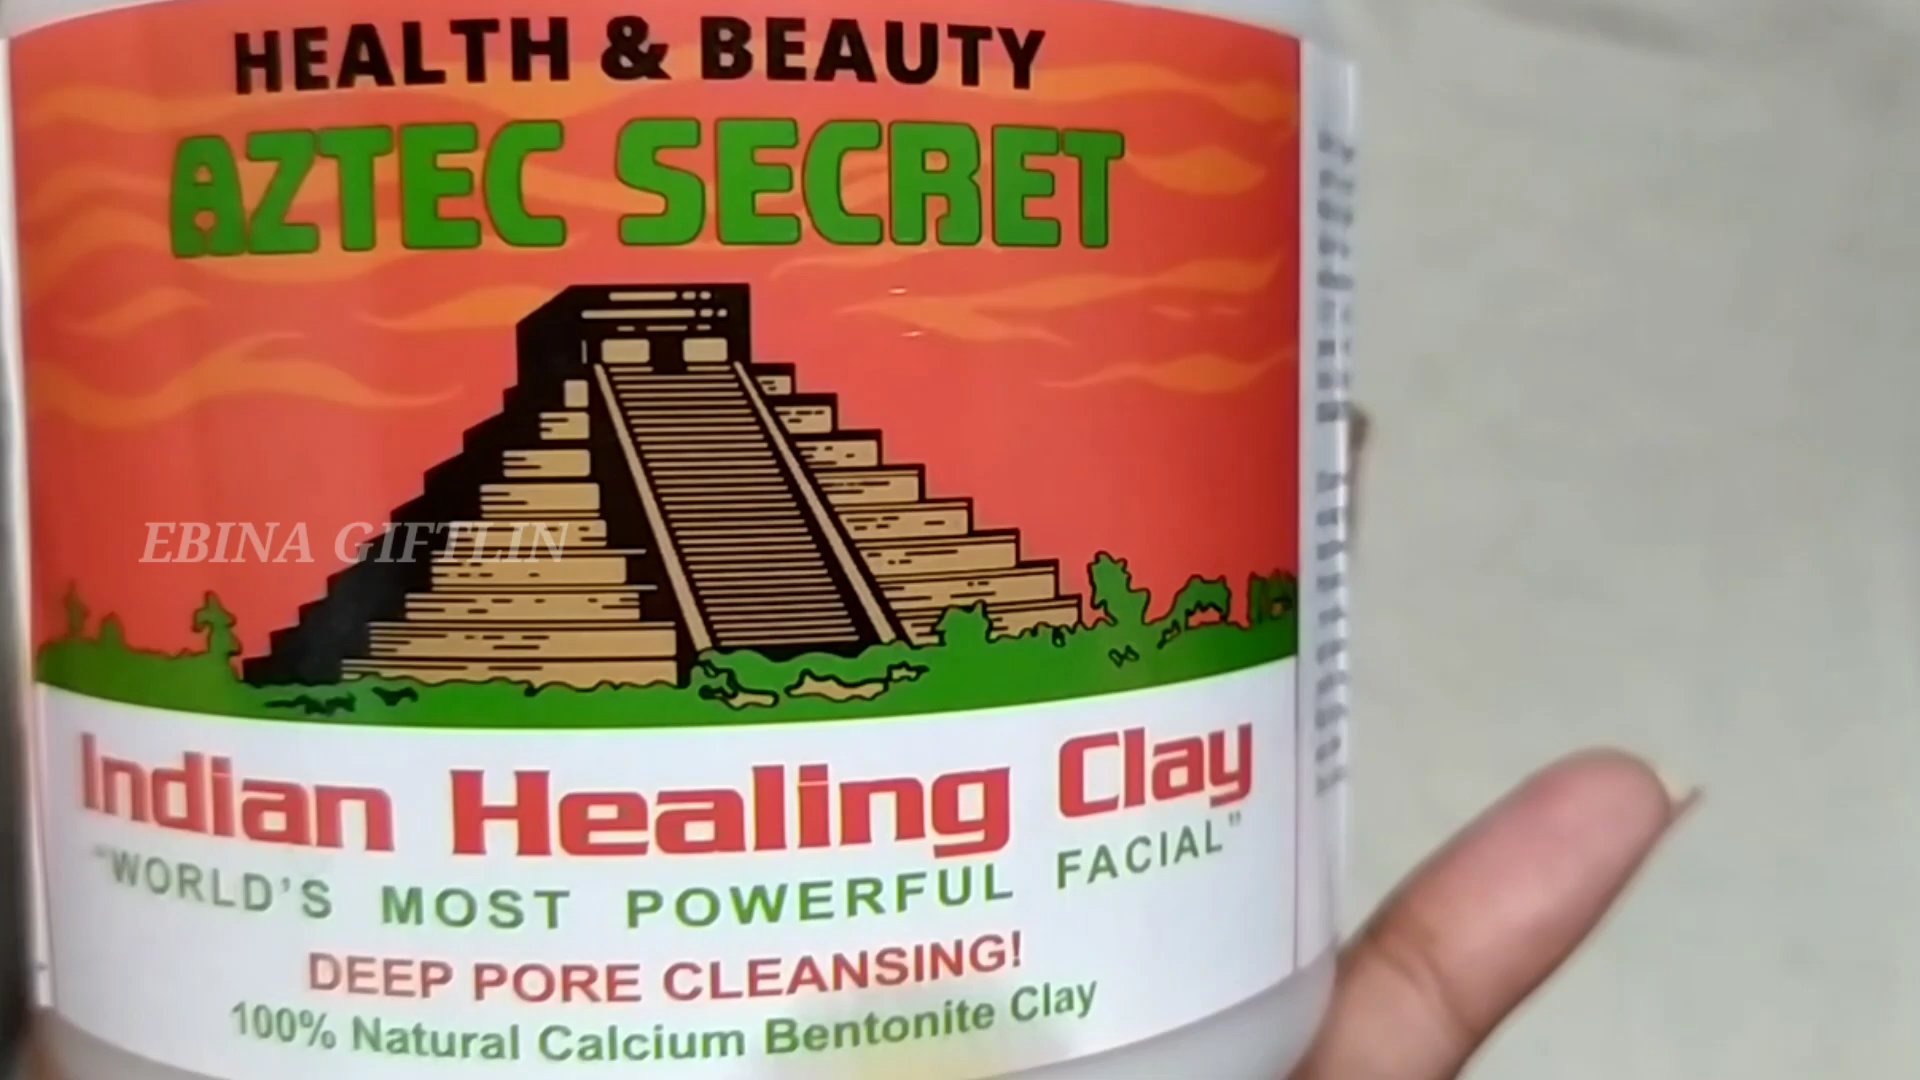 HEALTH & BEAUTY
AZTEC SECRET
EBINA GIFTLIN
Indian Healing Clay
"WORLD'S MOST POWERFUL FACIAL"
DEEP PORE CLEANSING!
100% Natural Calcium Bentonite Clay